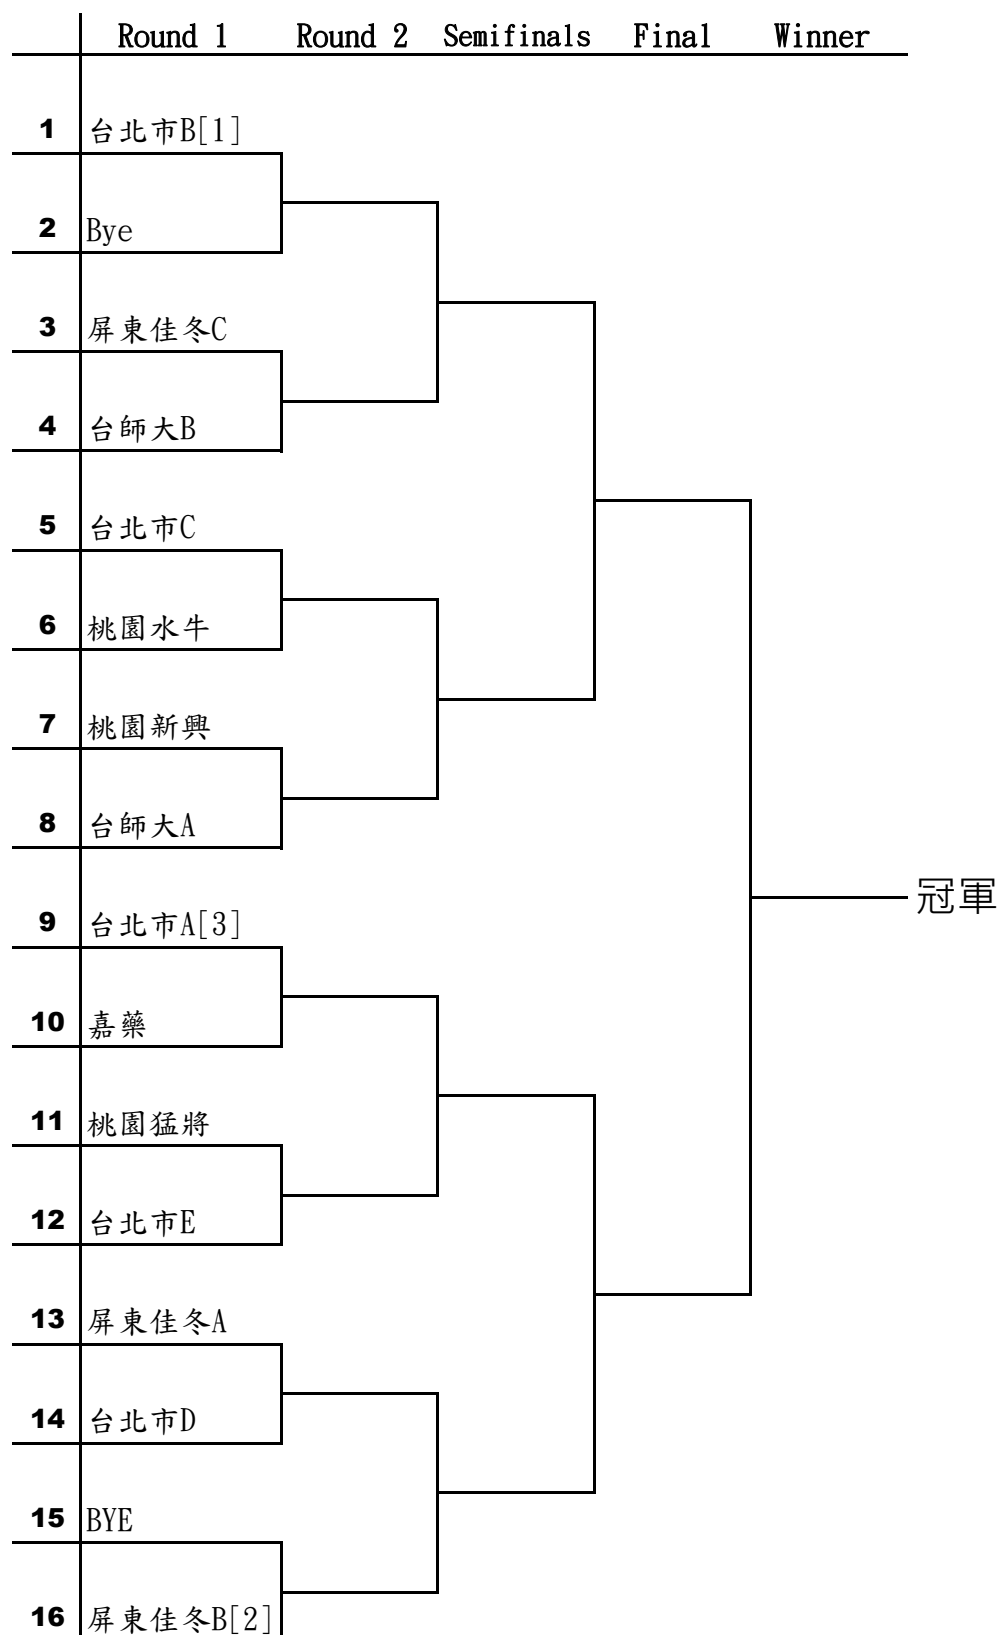 Round 1 Round 2 Semifinals Final Winner
1 台北市B[1]
2 Bye
3 屏東佳冬C
4 台師大B
5 台北市C
6 桃園水牛
7 桃園新興
8 台師大A
冠軍
9 台北市A[3]
10 嘉藥
11 桃園猛將
12 台北市E
13 屏東佳冬A
14 台北市D
15 BYE
16 屏東佳冬B[2]